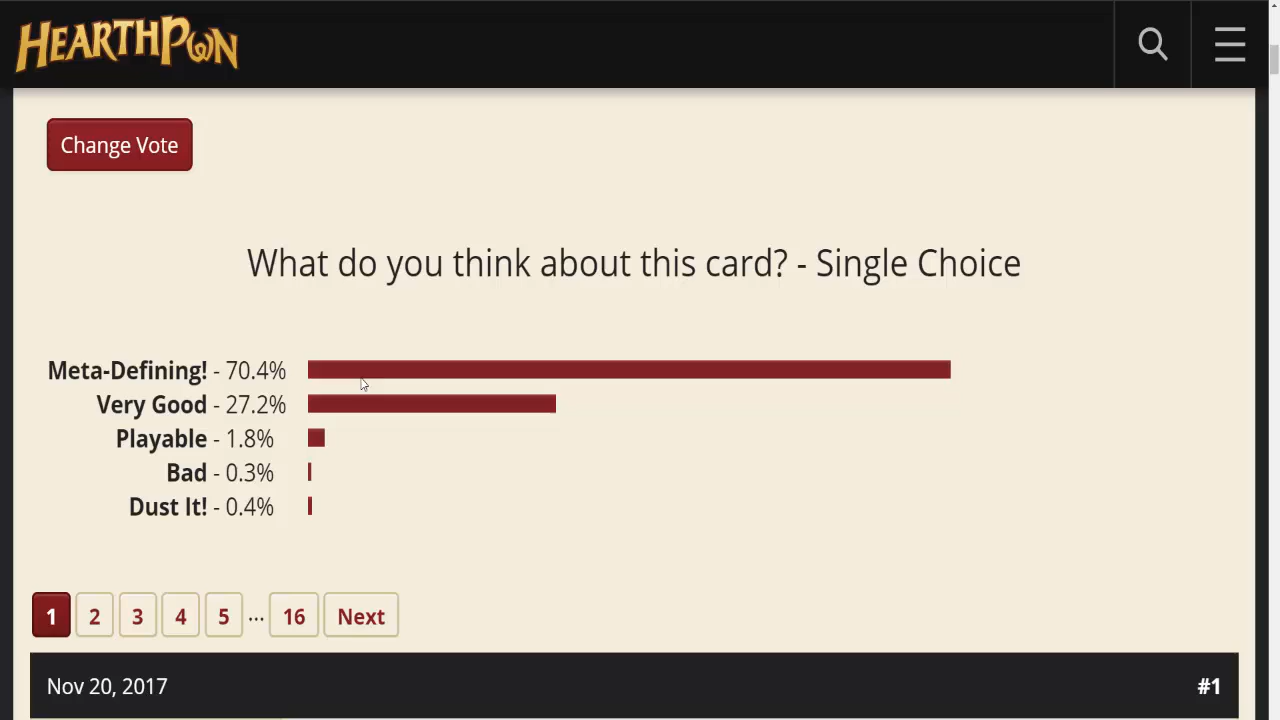 HEARTHPWN
Change Vote
What do you think about this card? - Single Choice
Meta-Defining! - 70.4%
Very Good - 27.2%
Playable - 1.8%
Bad - 0.3%
Dust It! - 0.4%
1 2 3 4 5 ... 16 Next
Nov 20, 2017 #1